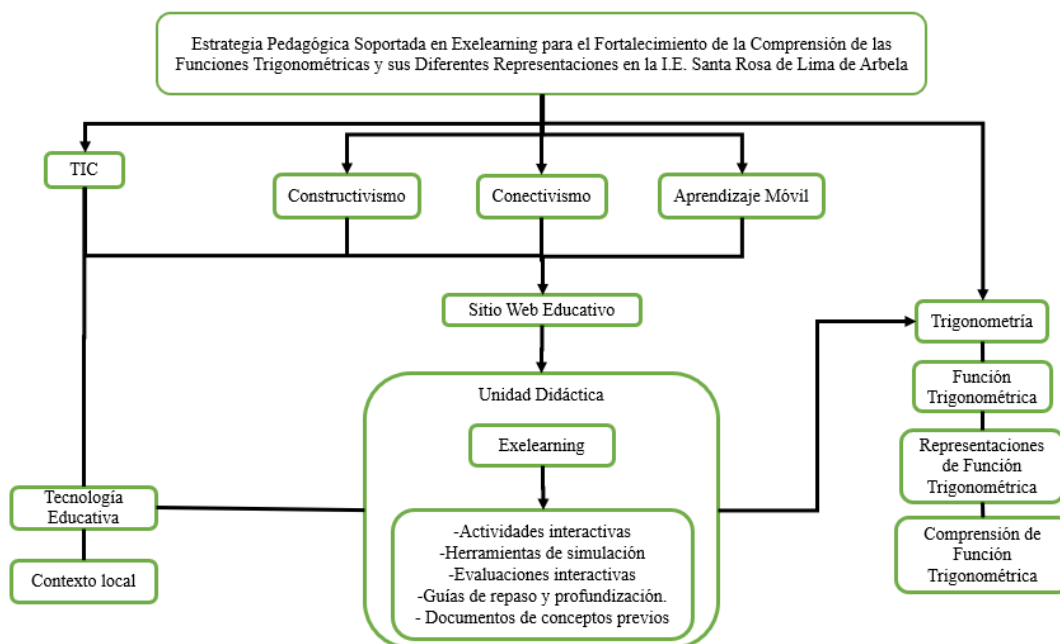 Estrategia Pedagógica Soportada en Exelearning para el Fortalecimiento de la Comprensión de las
Funciones Trigonométricas y sus Diferentes Representaciones en la I.E. Santa Rosa de Lima de Arbela
TIC
Constructivismo
Conectivismo
Aprendizaje Móvil
Sitio Web Educativo
Trigonometría
Unidad Didáctica
Función
Trigonométrica
Exelearning
Representaciones
de Función
Trigonométrica
Tecnología
Educativa
-Actividades interactivas
-Herramientas de simulación
-Evaluaciones interactivas
-Guías de repaso y profundización.
- Documentos de conceptos previos
Comprensión de
Función
Trigonométrica
Contexto local